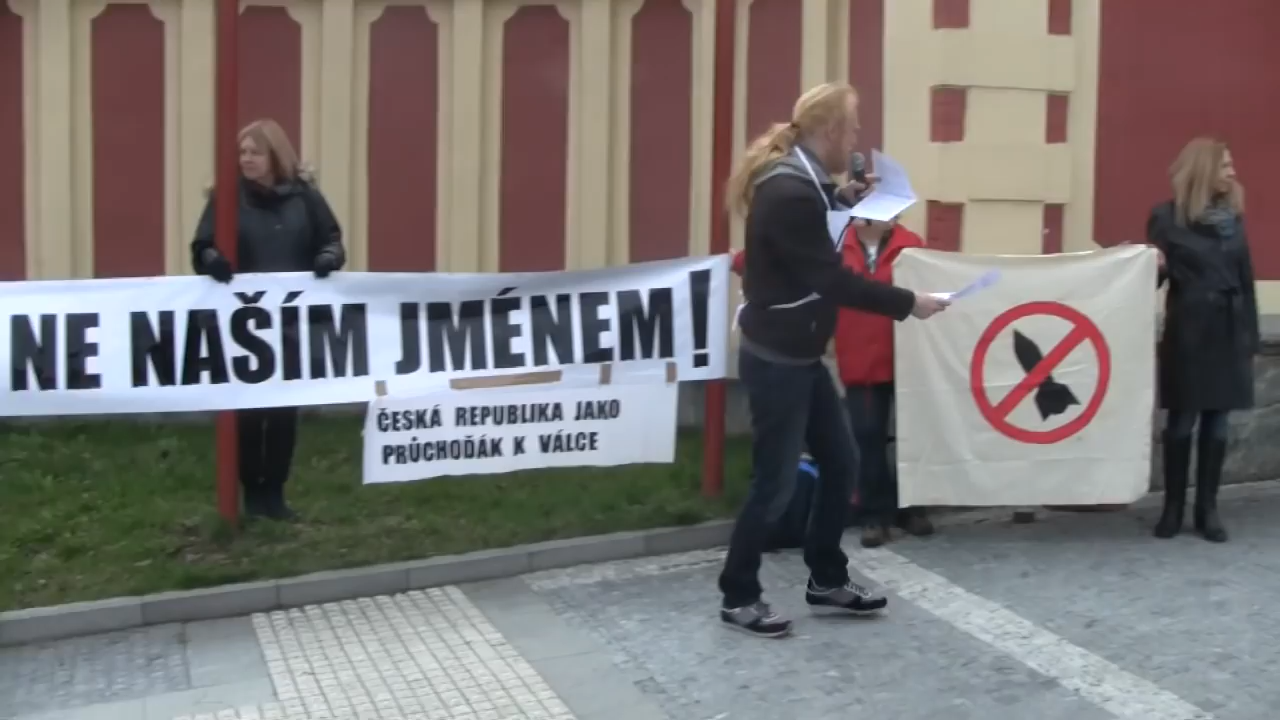 NE NAŠÍM JMÉNEM!
ČESKÁ REPUBLIKA JAKO
PRŮCHOĎÁK K VÁLCE